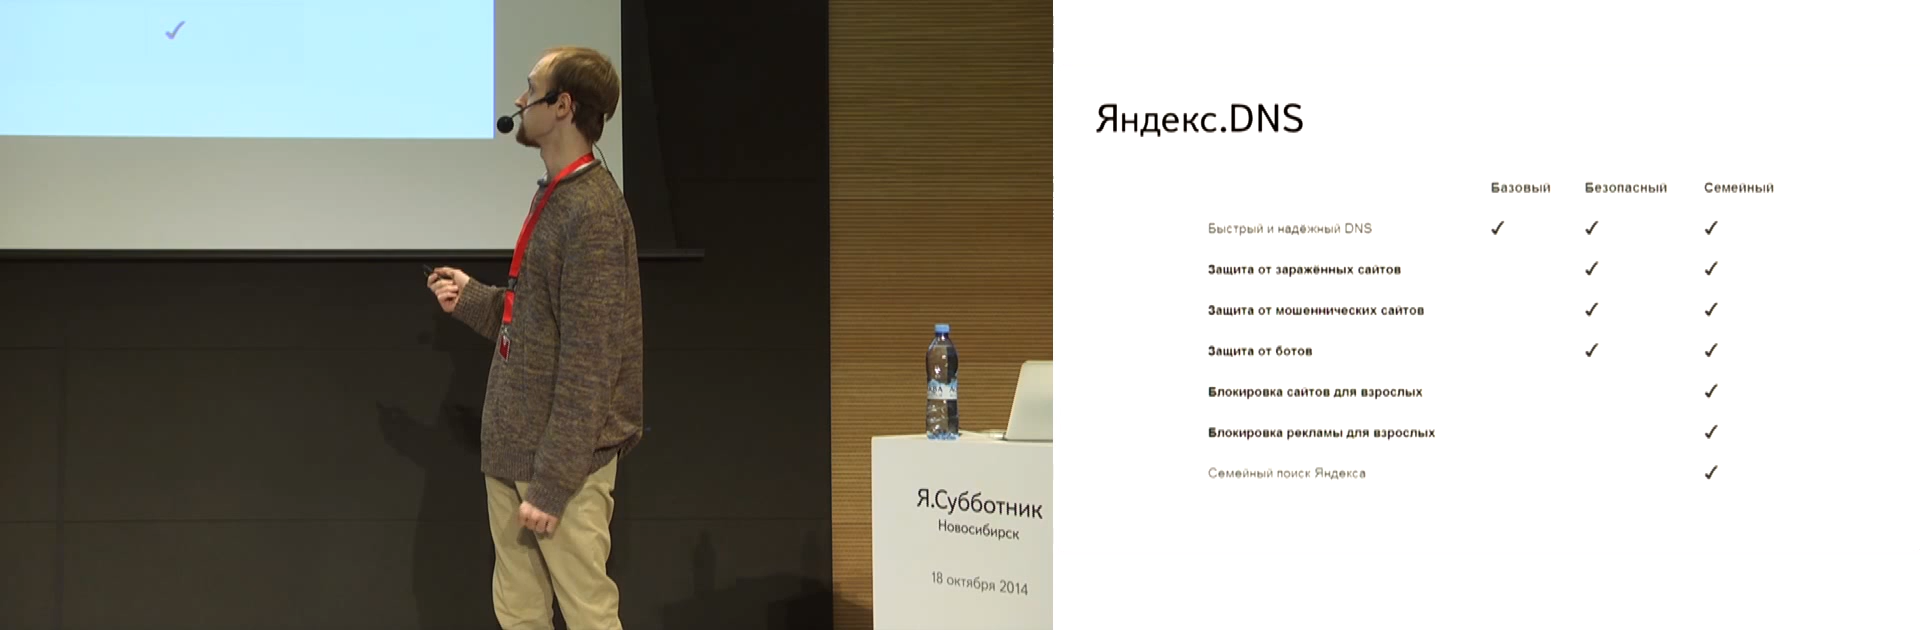 Я.Субботник
Новосибирск
18 октября 2014
Яндекс.DNS
Базовый Безопасный Семейный
Быстрый и надёжный DNS ✓ ✓ ✓
Защита от заражённых сайтов ✓ ✓
Защита от мошеннических сайтов ✓ ✓
Защита от ботов ✓ ✓
Блокировка сайтов для взрослых ✓
Блокировка рекламы для взрослых ✓
Семейный поиск Яндекса ✓